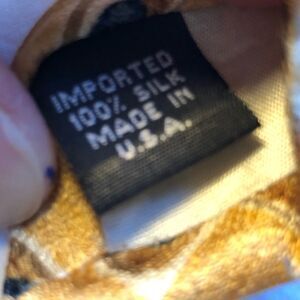 IMPORTED
100% SILK
MADE IN
U.S.A.